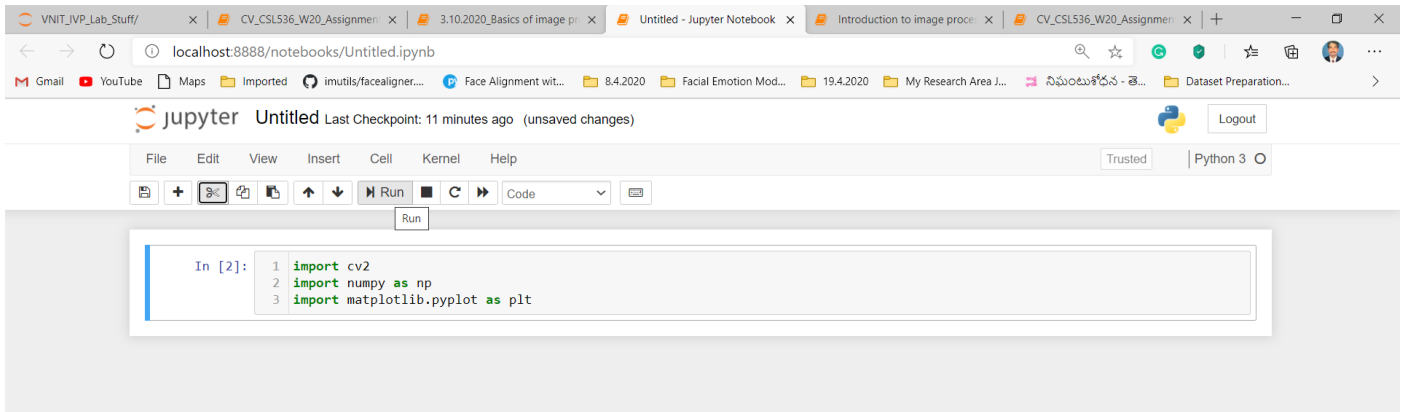 VNIT_IVP_Lab_Stuff/
CV_CSL536_W20_Assignmen
3.10.2020_Basics of image pr
Untitled - Jupyter Notebook
Introduction to image proce
CV_CSL536_W20_Assignmen
localhost:8888/notebooks/Untitled.ipynb
Gmail YouTube Maps Imported imutils/facealigner.... Face Alignment wit... 8.4.2020 Facial Emotion Mod... 19.4.2020 My Research Area J... నిఘంటుశోధన - తె... Dataset Preparation...
jupyter Untitled Last Checkpoint: 11 minutes ago (unsaved changes) Logout
File Edit View Insert Cell Kernel Help Trusted Python 3
Run Code
Run
In [2]: 1 import cv2
2 import numpy as np
3 import matplotlib.pyplot as plt